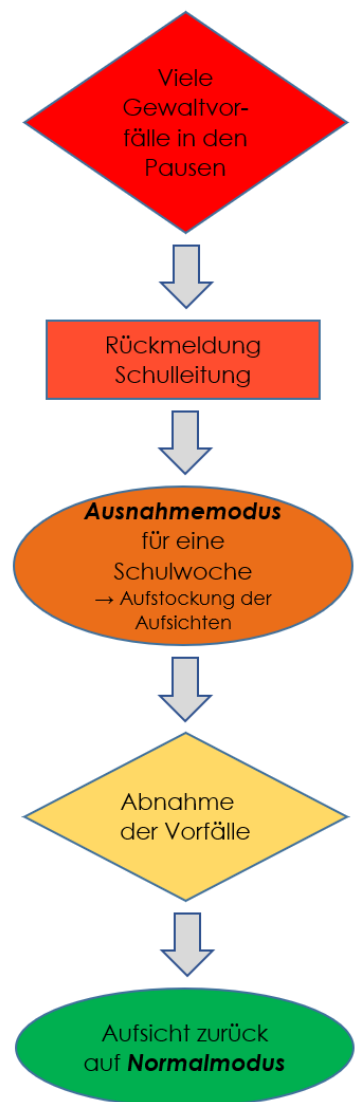 Viele
Gewaltvor-
fälle in den
Pausen
Rückmeldung
Schulleitung
Ausnahmemodus
für eine
Schulwoche
→ Aufstockung der
Aufsichten
Abnahme
der Vorfälle
Aufsicht zurück
auf Normalmodus